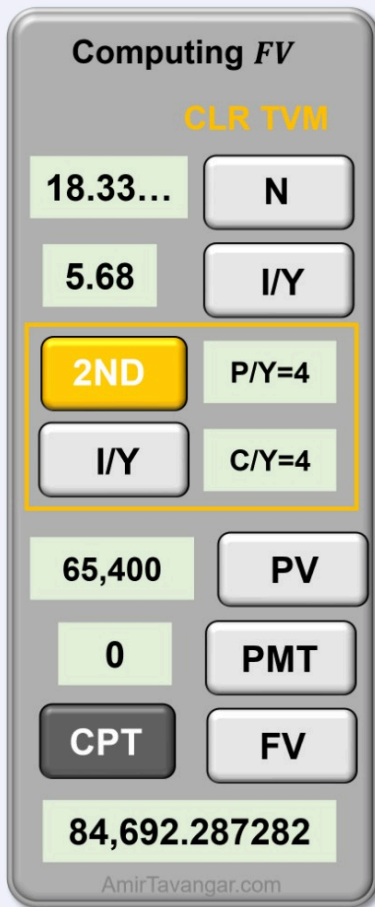 Computing FV
CLR TVM
18.33... N
5.68 I/Y
2ND P/Y=4
I/Y C/Y=4
65,400 PV
0 PMT
CPT FV
84,692.287282
AmirTavangar.com